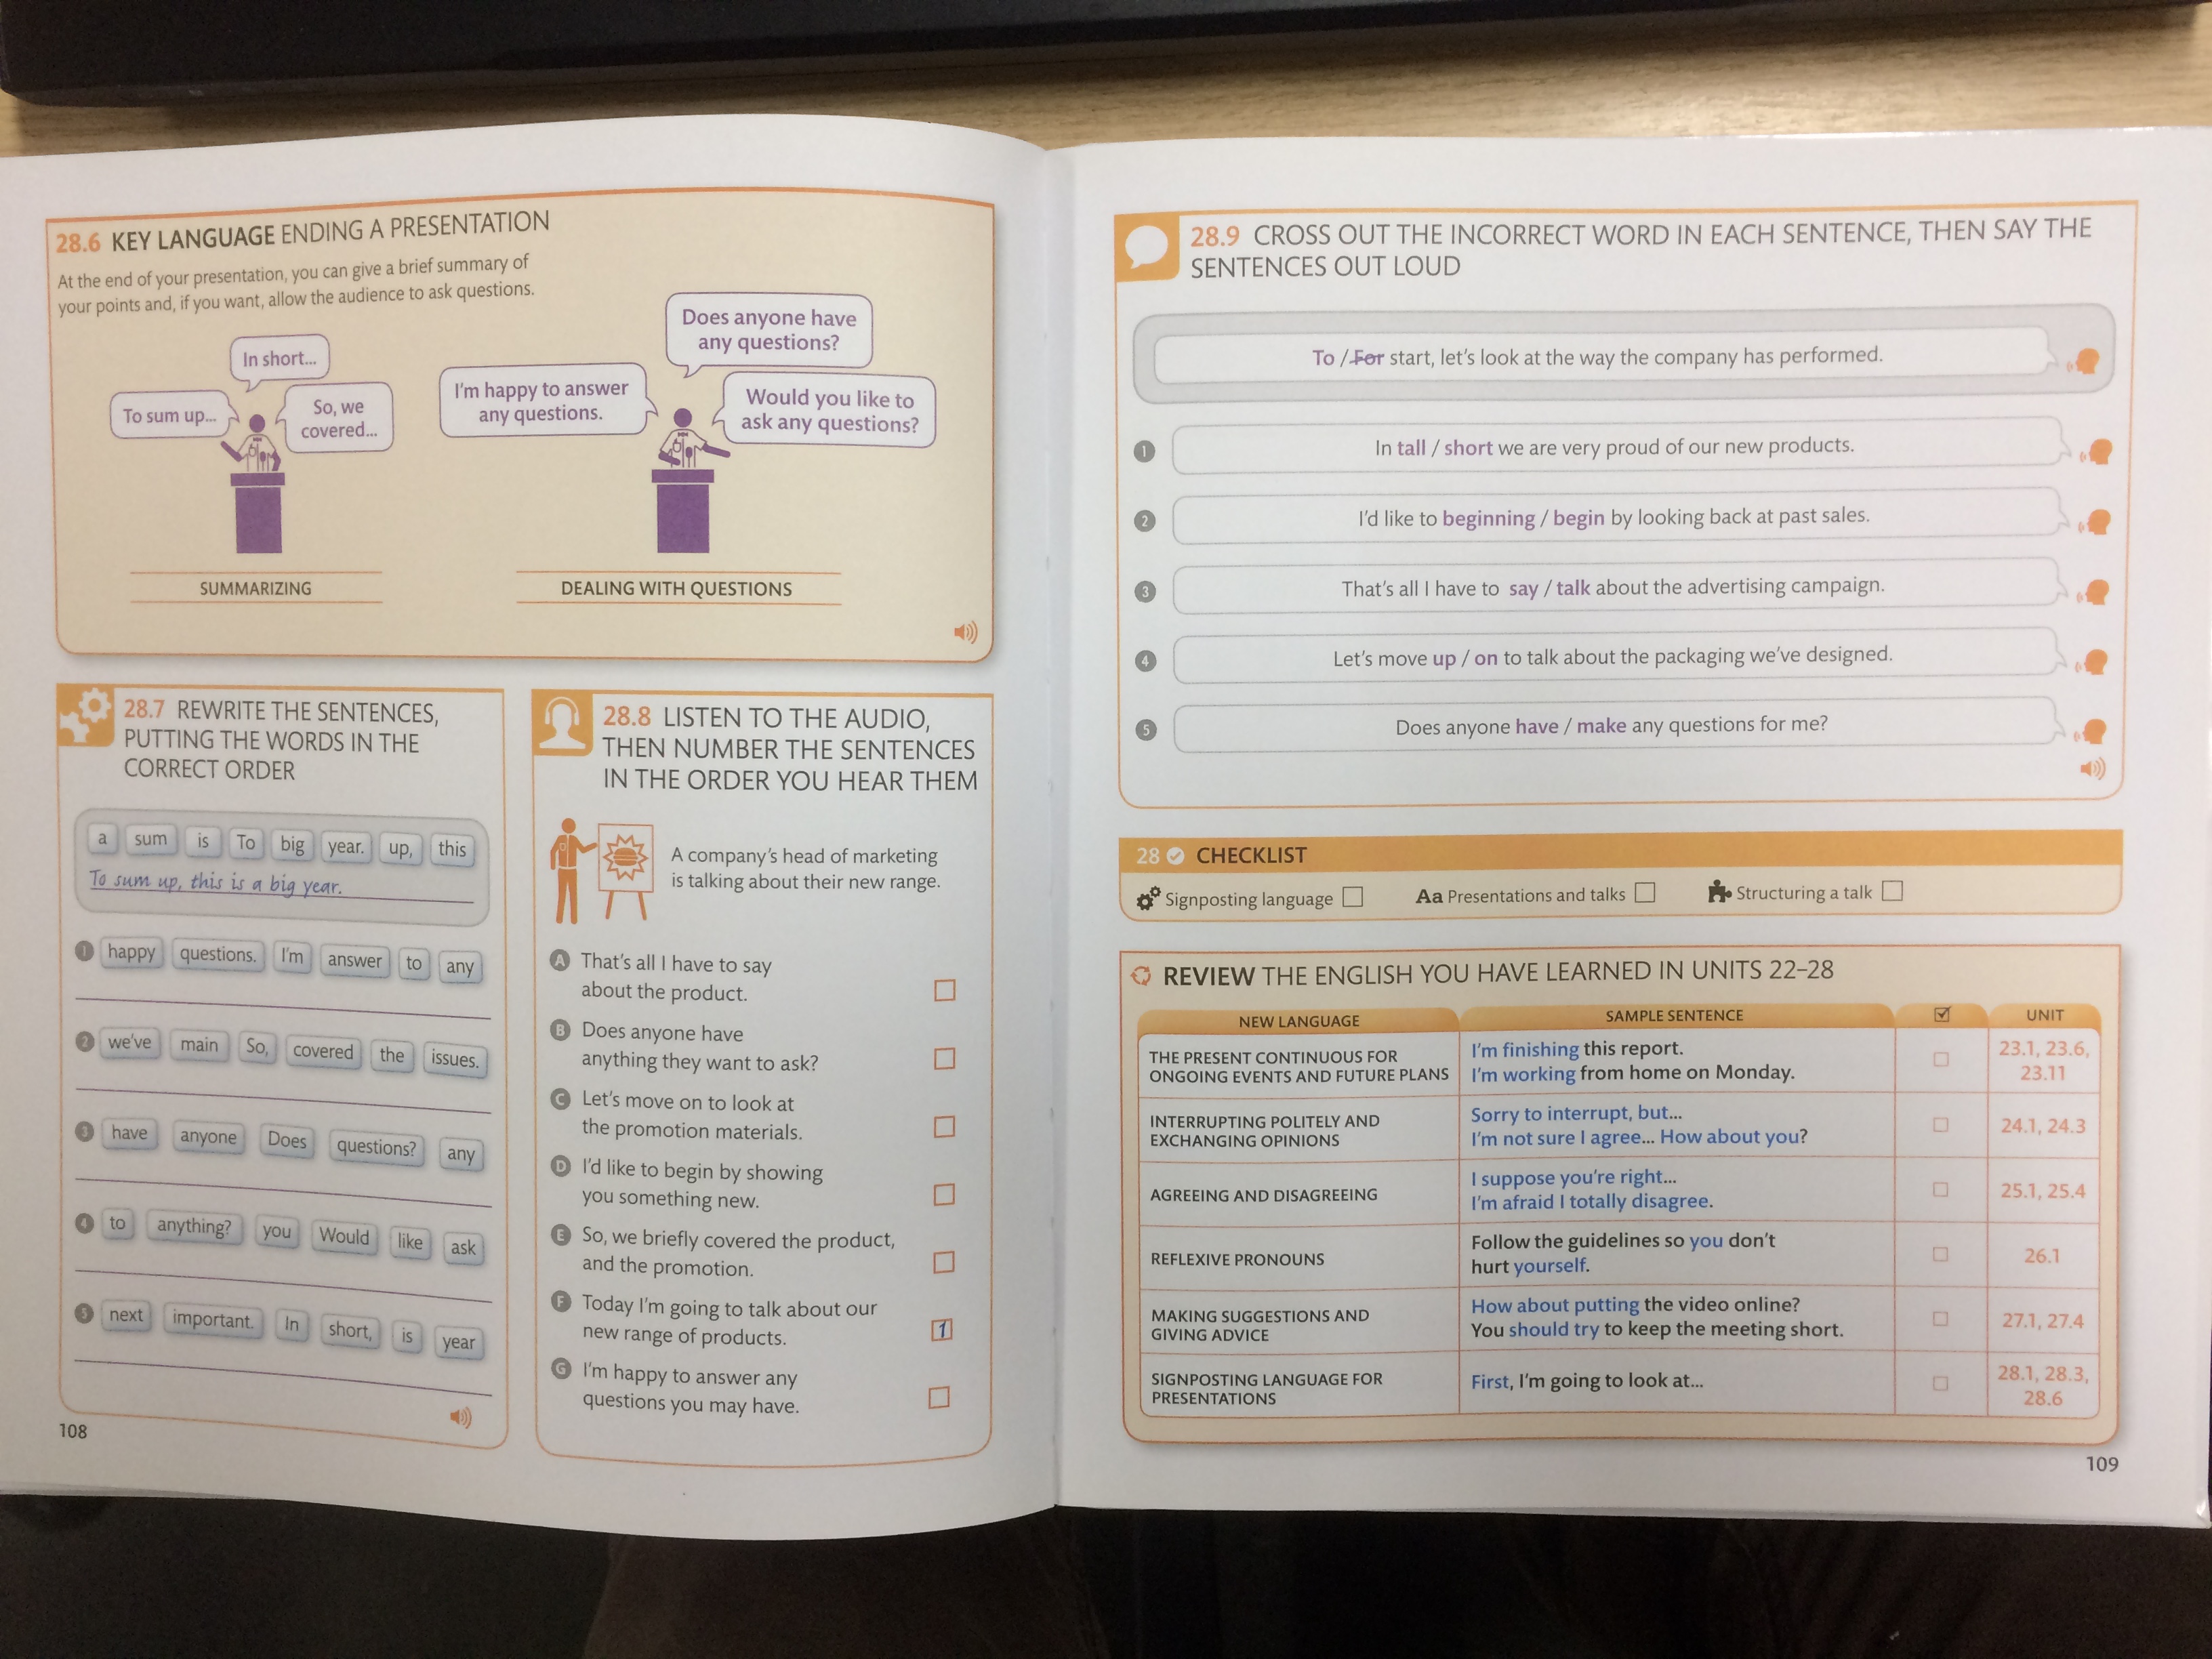 28.6 KEY LANGUAGE ENDING A PRESENTATION
At the end of your presentation, you can give a brief summary of
your points and, if you want, allow the audience to ask questions.
In short...
To sum up...
So, we
covered...
SUMMARIZING
Does anyone have
any questions?
I'm happy to answer
any questions.
Would you like to
ask any questions?
DEALING WITH QUESTIONS
28.7 REWRITE THE SENTENCES,
PUTTING THE WORDS IN THE
CORRECT ORDER
a sum is To big year. up, this
To sum up, this is a big year.
1 happy questions. I'm answer to any
2 we've main So, covered the issues.
3 have anyone Does questions? any
4 to anything? you Would like ask
5 next important. In short, is year
108
28.8 LISTEN TO THE AUDIO,
THEN NUMBER THE SENTENCES
IN THE ORDER YOU HEAR THEM
A company's head of marketing
is talking about their new range.
A That's all I have to say
about the product.
B Does anyone have
anything they want to ask?
C Let's move on to look at
the promotion materials.
D I'd like to begin by showing
you something new.
E So, we briefly covered the product,
and the promotion.
F Today I'm going to talk about our
new range of products. 1
G I'm happy to answer any
questions you may have.
28.9 CROSS OUT THE INCORRECT WORD IN EACH SENTENCE, THEN SAY THE
SENTENCES OUT LOUD
To / For start, let's look at the way the company has performed.
1 In tall / short we are very proud of our new products.
2 I'd like to beginning / begin by looking back at past sales.
3 That's all I have to say / talk about the advertising campaign.
4 Let's move up / on to talk about the packaging we've designed.
5 Does anyone have / make any questions for me?
28 CHECKLIST
Signposting language Aa Presentations and talks Structuring a talk
REVIEW THE ENGLISH YOU HAVE LEARNED IN UNITS 22–28
NEW LANGUAGE SAMPLE SENTENCE UNIT
THE PRESENT CONTINUOUS FOR
ONGOING EVENTS AND FUTURE PLANS
I'm finishing this report.
I'm working from home on Monday.
23.1, 23.6,
23.11
INTERRUPTING POLITELY AND
EXCHANGING OPINIONS
Sorry to interrupt, but...
I'm not sure I agree... How about you?
24.1, 24.3
AGREEING AND DISAGREEING
I suppose you're right...
I'm afraid I totally disagree.
25.1, 25.4
REFLEXIVE PRONOUNS
Follow the guidelines so you don't
hurt yourself.
26.1
MAKING SUGGESTIONS AND
GIVING ADVICE
How about putting the video online?
You should try to keep the meeting short.
27.1, 27.4
SIGNPOSTING LANGUAGE FOR
PRESENTATIONS
First, I'm going to look at...
28.1, 28.3,
28.6
109